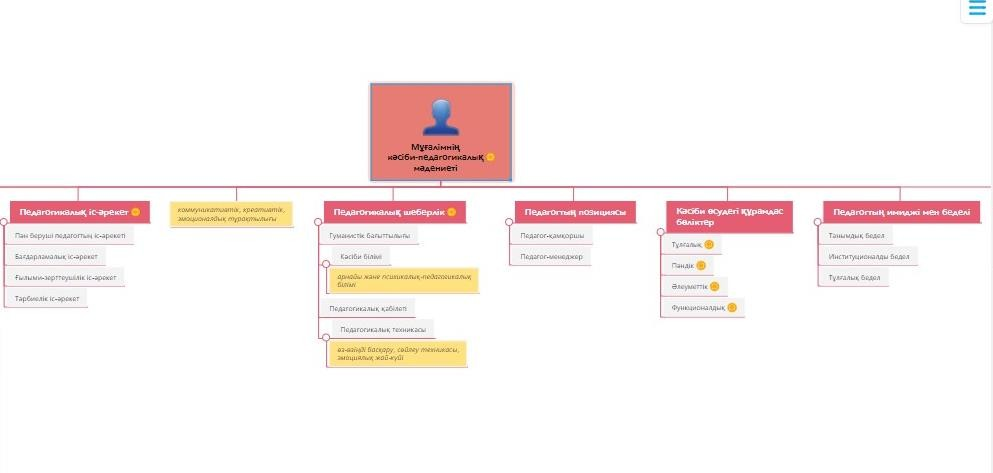 Мұғалімнің
кәсіби-педагогикалық
мәдениеті
Педагогикалық іс-әрекет
Пән беруші педагогтың іс-әрекеті
Бағдарламалық іс-әрекет
Ғылыми-зерттеушілік іс-әрекет
Тәрбиелік іс-әрекет
коммуникативтік, креативтік,
эмоционалдық тұрақтылығы
Педагогикалық шеберлік
Гуманистік бағыттылығы
Кәсіби білімі
арнайы және психикалық-педагогикалық
білімі
Педагогикалық қабілеті
Педагогикалық техникасы
өз-өзіңді басқару, сөйлеу техникасы,
эмоциялық жай-күйі
Педагогтың позициясы
Педагог-қамқоршы
Педагог-менеджер
Кәсіби өсудегі құрамдас
бөліктер
Тұлғалық
Пәндік
Әлеуметтік
Функционалдық
Педагогтың имиджі мен беделі
Танымдық бедел
Институционалды бедел
Тұлғалық бедел